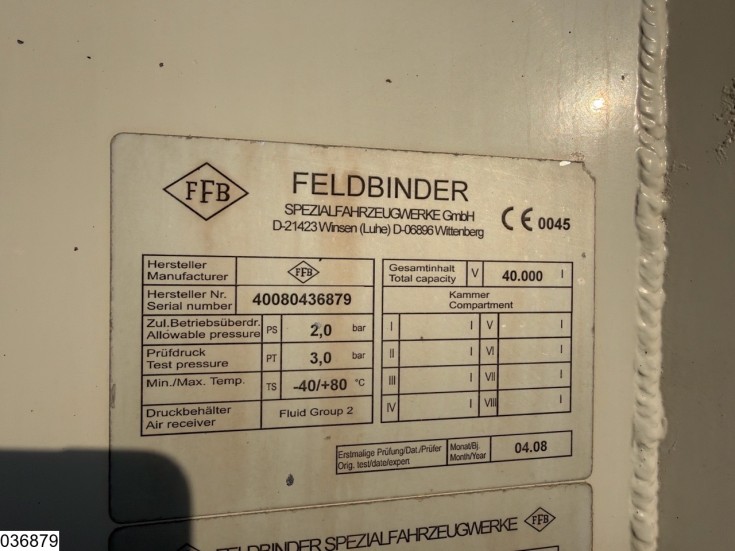 FFB
FELDBINDER
SPEZIALFAHRZEUGWERKE GmbH
D-21423 Winsen (Luhe) D-06896 Wittenberg
CE 0045
Hersteller
Manufacturer
FFB
Hersteller Nr.
Serial number
40080436879
Zul.Betriebsüberdr.
Allowable pressure
PS
2,0 bar
Prüfdruck
Test pressure
PT
3,0 bar
Min./Max. Temp.
TS
-40/+80 °C
Druckbehälter
Air receiver
Fluid Group 2
Gesamtinhalt
Total capacity
V
40.000 l
Kammer
Compartment
I l V l
II l VI l
III l VII l
IV l VIII l
Erstmalige Prüfung/Dat./Prüfer
Orig. test/date/expert
Monat/Bj.
Month/Year
04.08
FELDBINDER SPEZIALFAHRZEUGWERKE FFB
036879